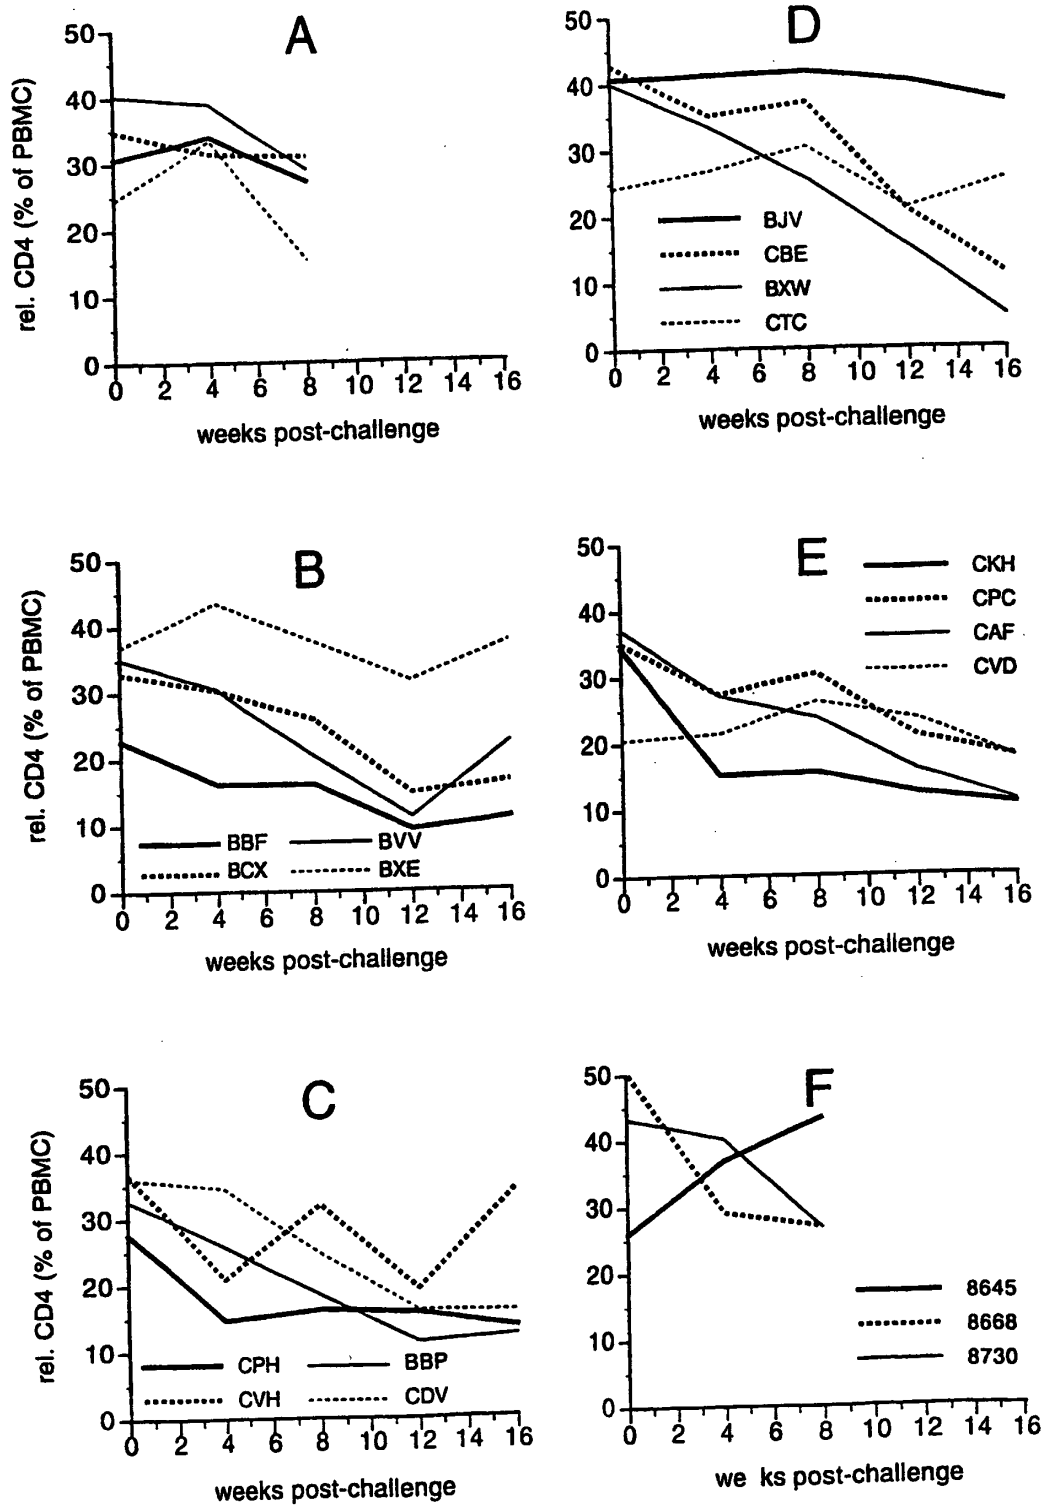 A
rel. CD4 (% of PBMC)
50
40
30
20
10
0
0 2 4 6 8 10 12 14 16
weeks post-challenge
B
rel. CD4 (% of PBMC)
50
40
30
20
10
0
BBF BVV
BCX BXE
0 2 4 6 8 10 12 14 16
weeks post-challenge
C
rel. CD4 (% of PBMC)
50
40
30
20
10
0
CPH BBP
CVH CDV
0 2 4 6 8 10 12 14 16
weeks post-challenge
D
50
40
30
20
10
0
BJV
CBE
BXW
CTC
0 2 4 6 8 10 12 14 16
weeks post-challenge
E
50
40
30
20
10
0
CKH
CPC
CAF
CVD
0 2 4 6 8 10 12 14 16
weeks post-challenge
F
50
40
30
20
10
0
8645
8668
8730
0 2 4 6 8 10 12 14 16
we ks post-challenge